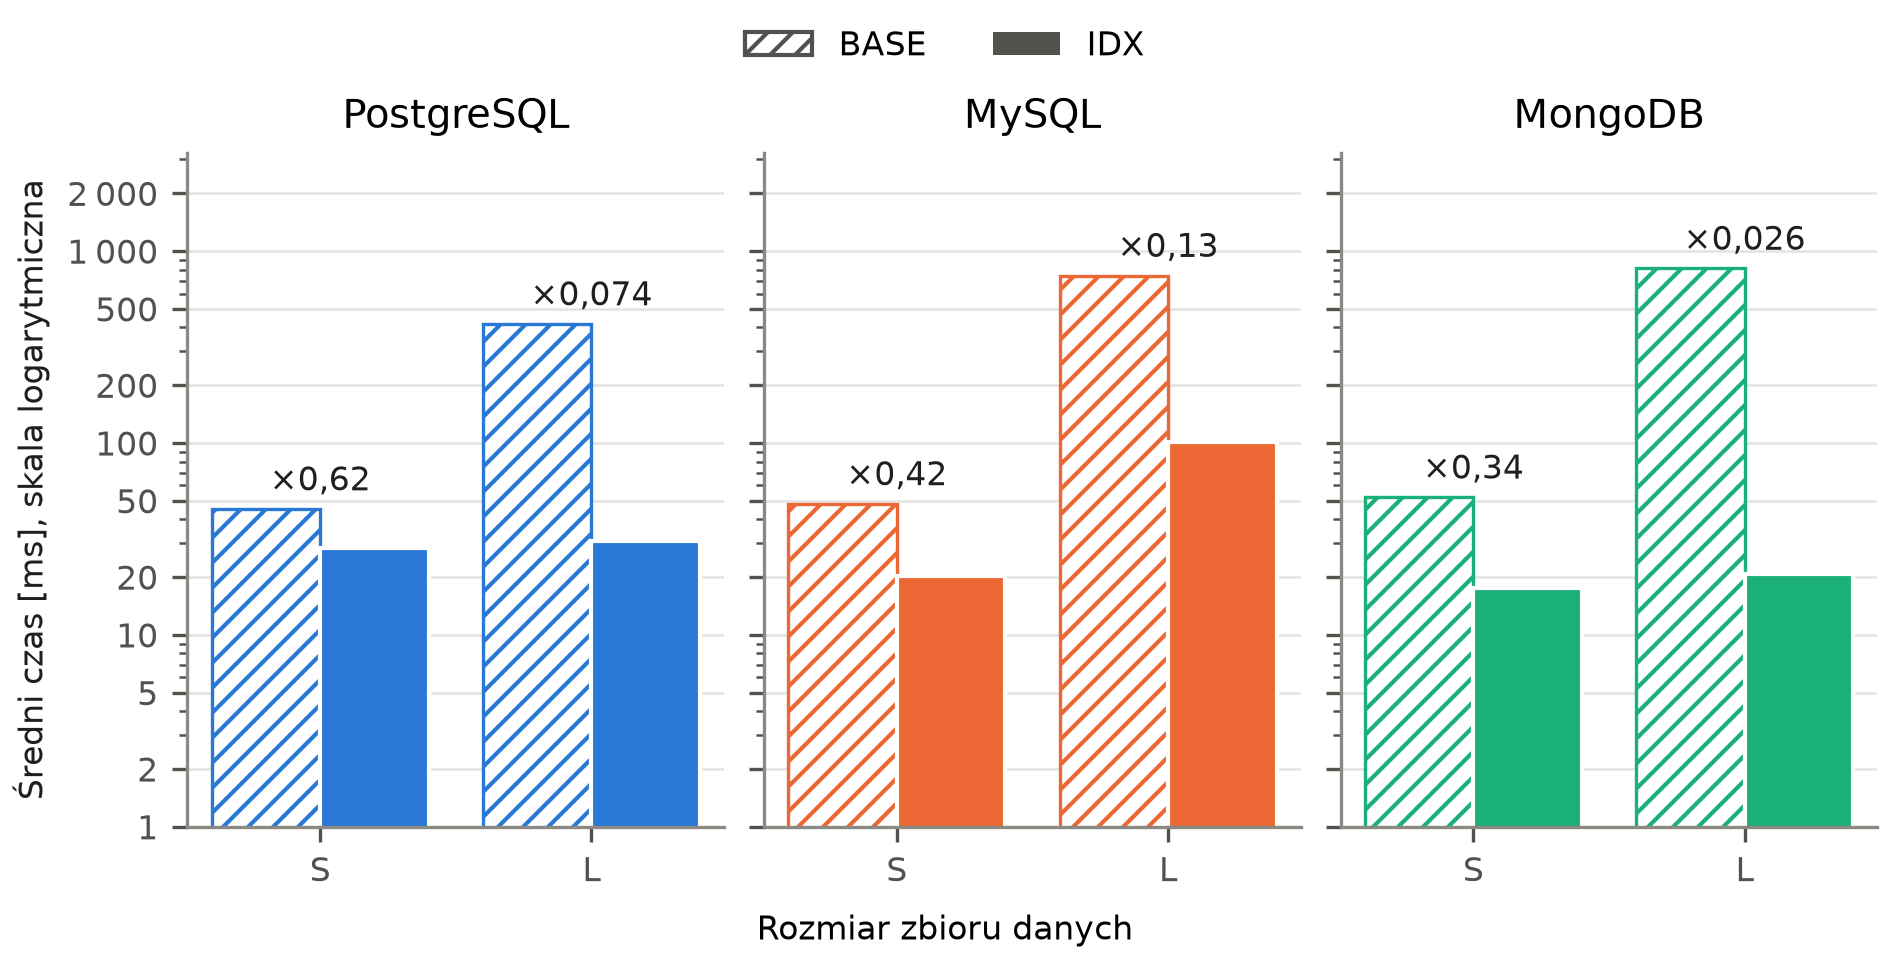 BASE IDX
PostgreSQL MySQL MongoDB
Średni czas [ms], skala logarytmiczna
2 000
1 000
500
200
100
50
20
10
5
2
1
×0,62 ×0,074 ×0,42 ×0,13 ×0,34 ×0,026
S L S L S L
Rozmiar zbioru danych